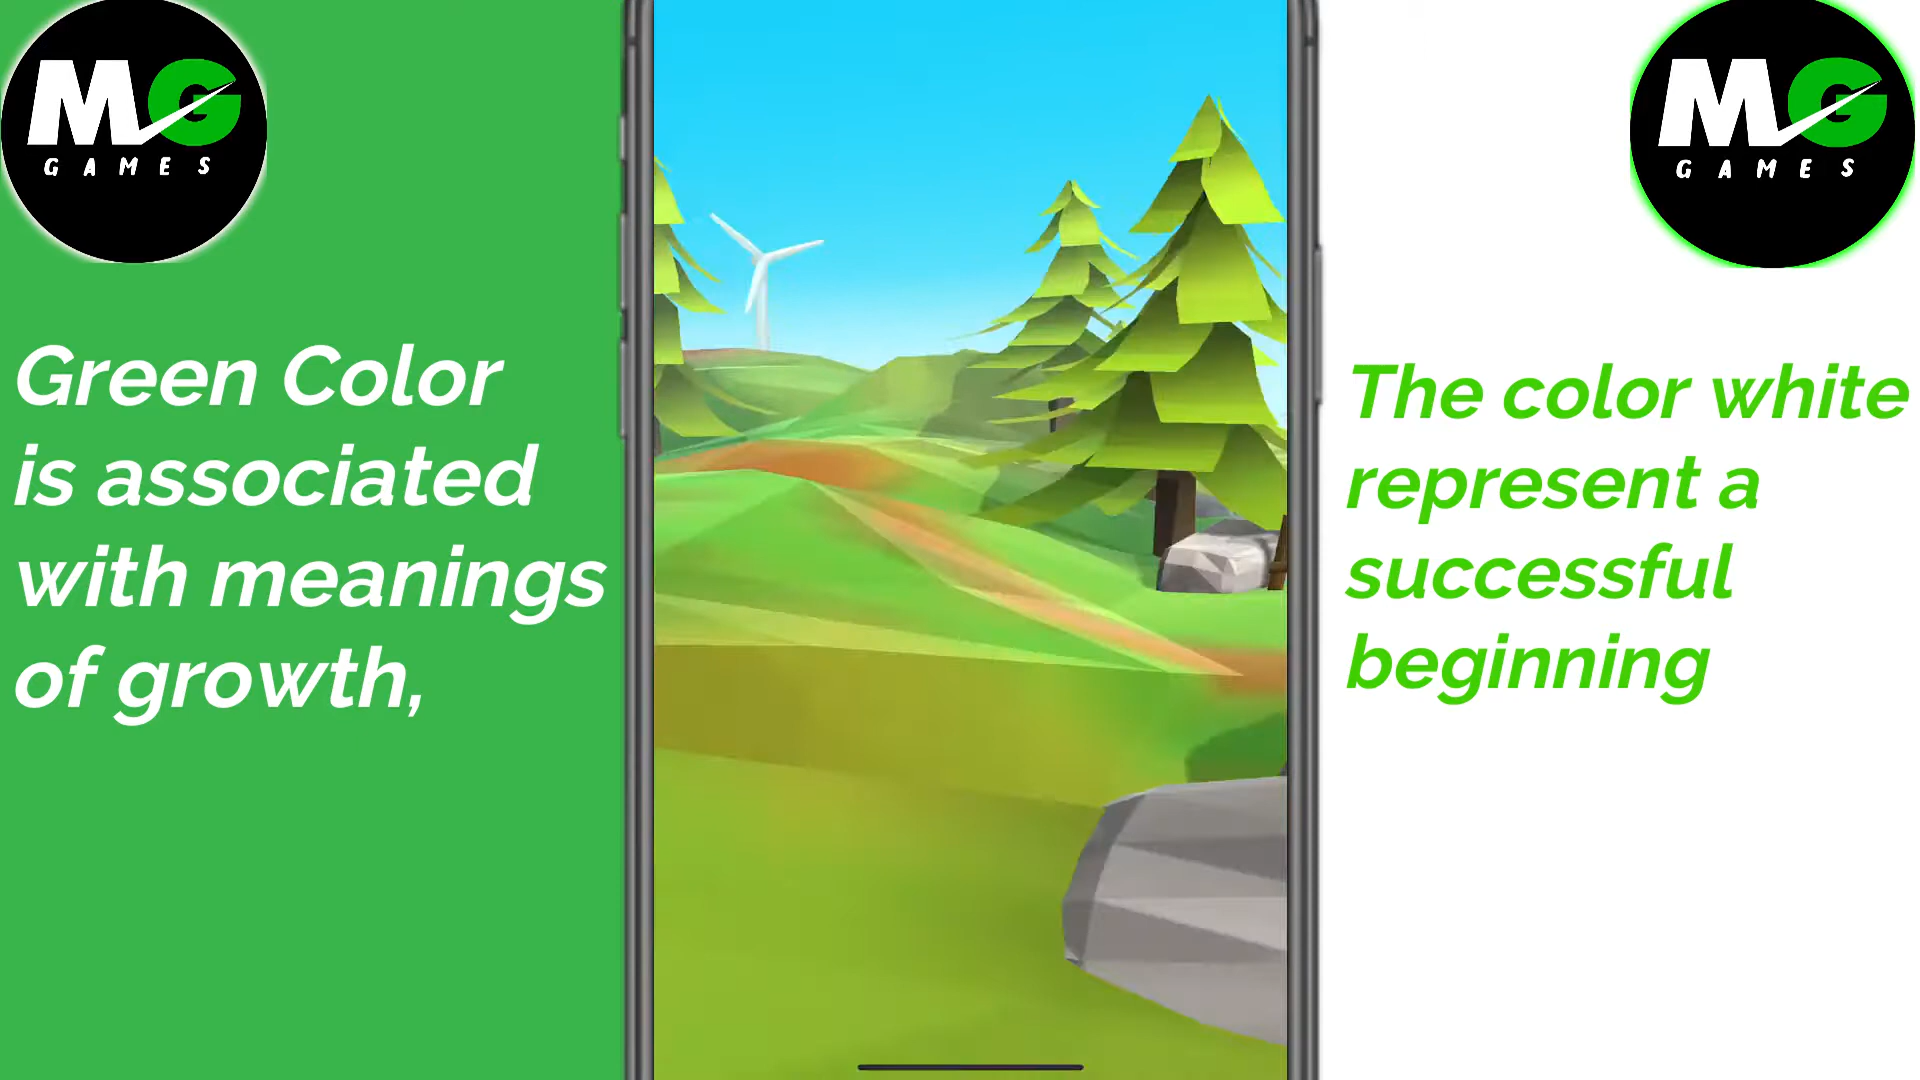 MG
GAMES
Green Color
is associated
with meanings
of growth,
MG
GAMES
The color white
represent a
successful
beginning